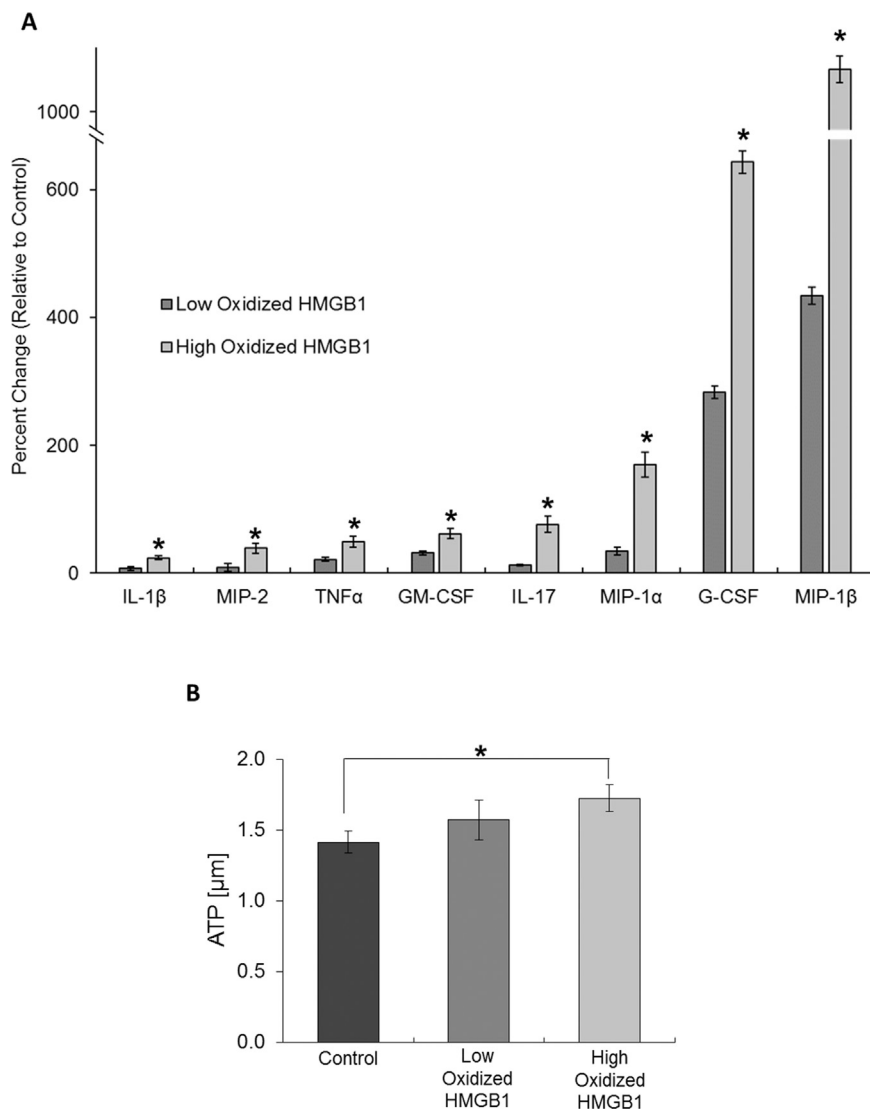 A
*
1000
*
600
Percent Change (Relative to Control)
Low Oxidized HMGB1
400
High Oxidized HMGB1
200
* * * * * *
0
IL-1β MIP-2 TNFα GM-CSF IL-17 MIP-1α G-CSF MIP-1β
B
2.0
*
1.5
ATP [µm]
1.0
0.5
0.0
Control
Low
Oxidized
HMGB1
High
Oxidized
HMGB1